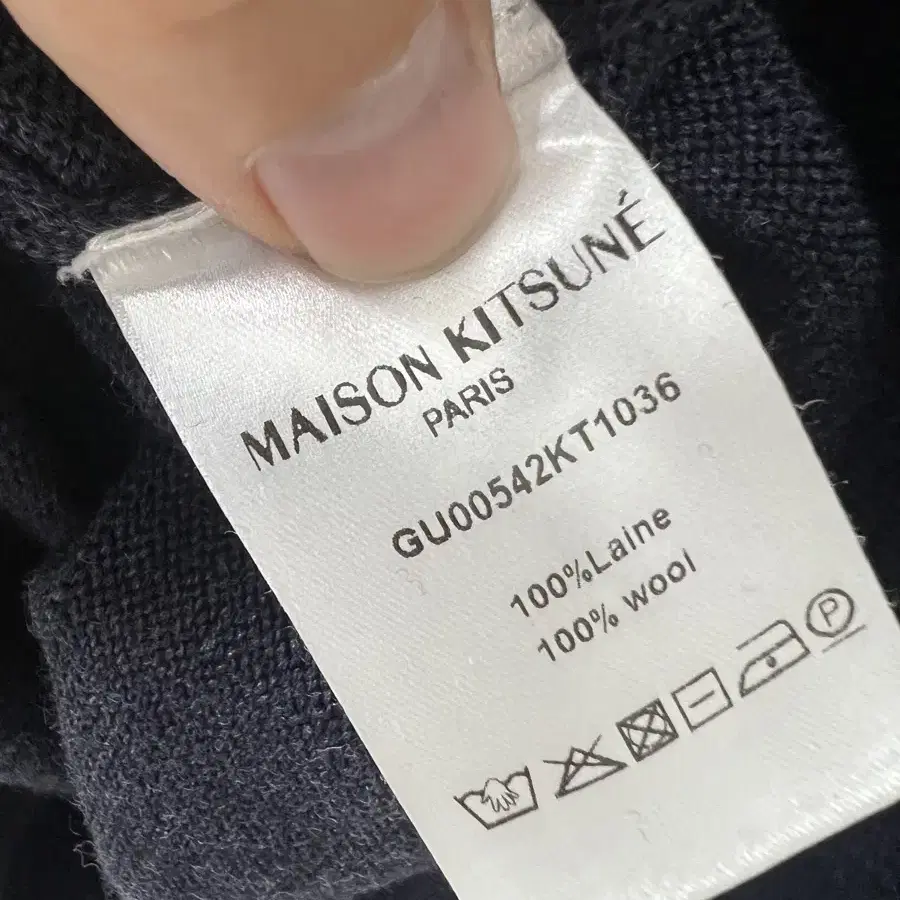 MAISON KITSUNÉ
PARIS
GU00542KT1036
100%Laine
100% wool
P